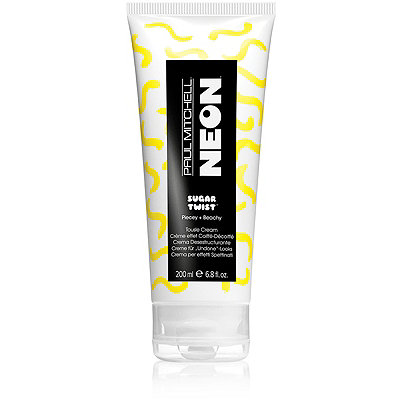 PAUL MITCHELL
NEON
SUGAR
TWIST
Piecey + Beachy
Tousle Cream
Crème effet Coiffé-Décoiffé
Crema Desestructurante
Creme für „Undone"-Looks
Crema per effetti Spettinati
200 ml e 6.8 fl.oz.